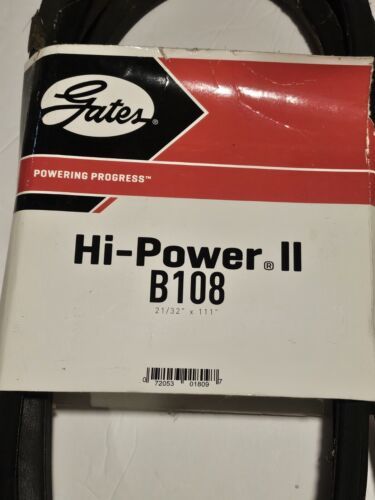 Gates®
POWERING PROGRESS™
Hi-Power® II
B108
21/32" x 111"
0 72053 01809 7